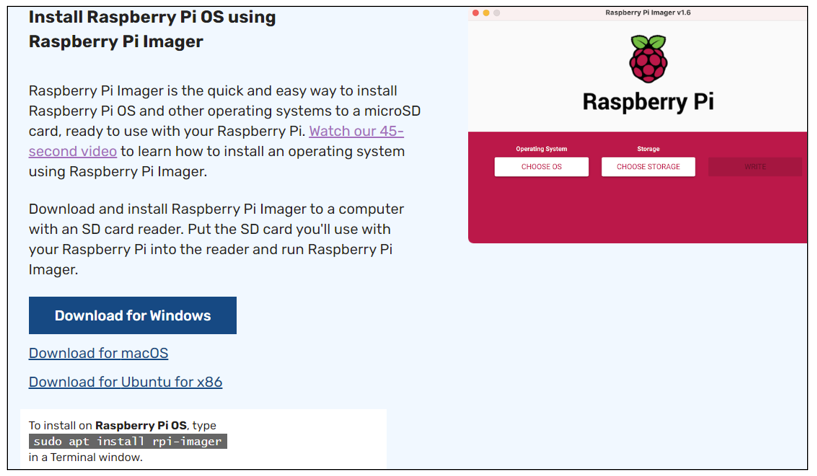 Install Raspberry Pi OS using
Raspberry Pi Imager
Raspberry Pi Imager is the quick and easy way to install
Raspberry Pi OS and other operating systems to a microSD
card, ready to use with your Raspberry Pi. Watch our 45-
second video to learn how to install an operating system
using Raspberry Pi Imager.
Download and install Raspberry Pi Imager to a computer
with an SD card reader. Put the SD card you'll use with
your Raspberry Pi into the reader and run Raspberry Pi
Imager.
Download for Windows
Download for macOS
Download for Ubuntu for x86
To install on Raspberry Pi OS, type
sudo apt install rpi-imager
in a Terminal window.
Raspberry Pi Imager v1.6
Raspberry Pi
Operating System Storage
CHOOSE OS CHOOSE STORAGE WRITE